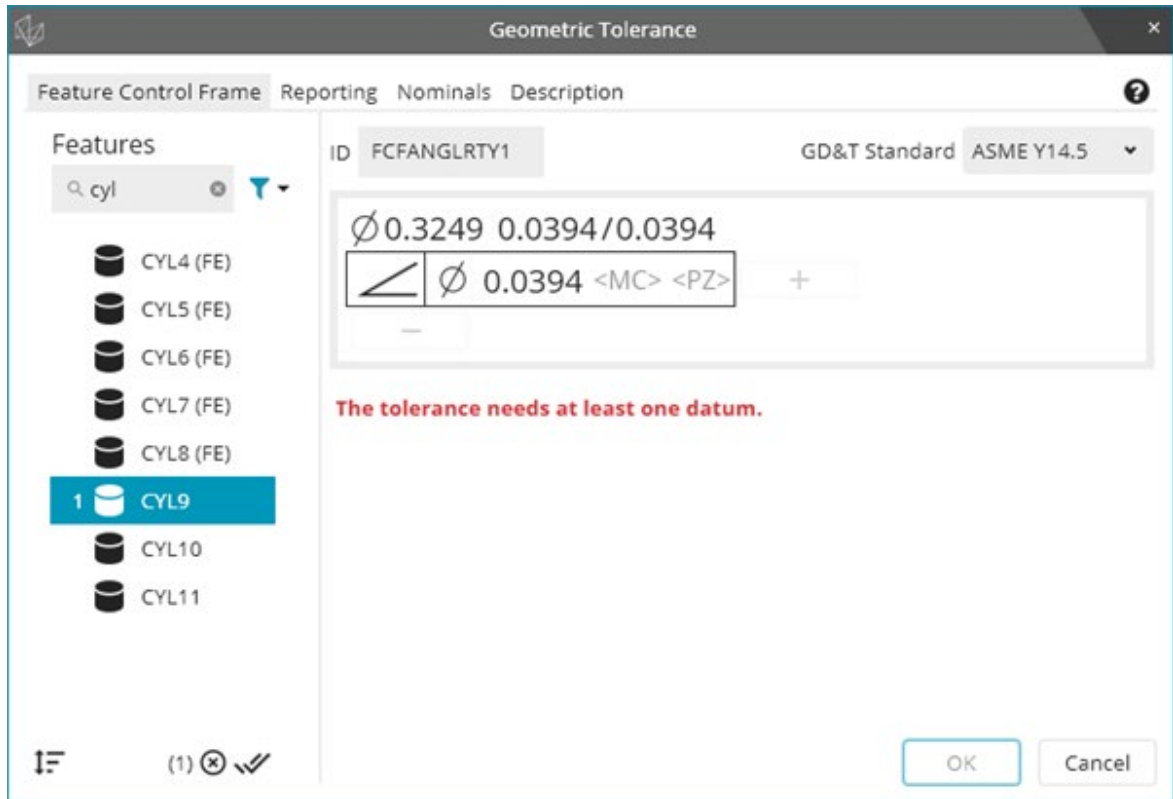 Geometric Tolerance
Feature Control Frame Reporting Nominals Description
Features
cyl
CYL4 (FE)
CYL5 (FE)
CYL6 (FE)
CYL7 (FE)
CYL8 (FE)
1 CYL9
CYL10
CYL11
(1)
ID FCFANGLRTY1 GD&T Standard ASME Y14.5
∅0.3249 0.0394/0.0394
∠ ∅ 0.0394 <MC> <PZ> +
−
The tolerance needs at least one datum.
OK Cancel